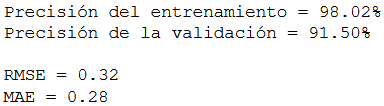 Precisión del entrenamiento = 98.02%
Precisión de la validación = 91.50%
RMSE = 0.32
MAE = 0.28